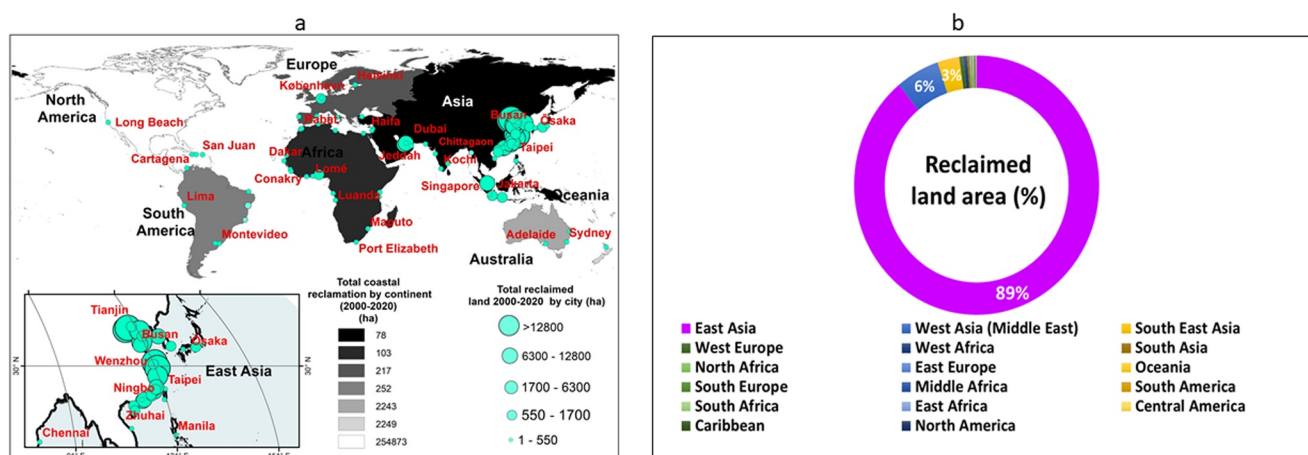 a
Europe
Helsinki
København
North
America
Asia
Long Beach
Rabat
Haifa
Dubai
Busan
Ōsaka
San Juan
Chittagaon
Taipei
Cartagena
Dakar
Africa
Jeddah
Kochi
Conakry
Lomé
Singapore
Jakarta
Lima
Luanda
Oceania
South
America
Maputo
Adelaide
Sydney
Montevideo
Port Elizabeth
Australia
Total coastal
reclamation by continent
(2000-2020)
(ha)
78
103
217
252
2243
2249
254873
Total reclaimed
land 2000-2020 by city (ha)
>12800
6300 - 12800
1700 - 6300
550 - 1700
1 - 550
Tianjin
Busan
Ōsaka
Wenzhou
30°N
30°N
Taipei
East Asia
Ningbo
Zhuhai
Chennai
Manila
b
6%
3%
Reclaimed
land area (%)
89%
East Asia
West Asia (Middle East)
South East Asia
West Europe
West Africa
South Asia
North Africa
East Europe
Oceania
South Europe
Middle Africa
South America
South Africa
East Africa
Central America
Caribbean
North America